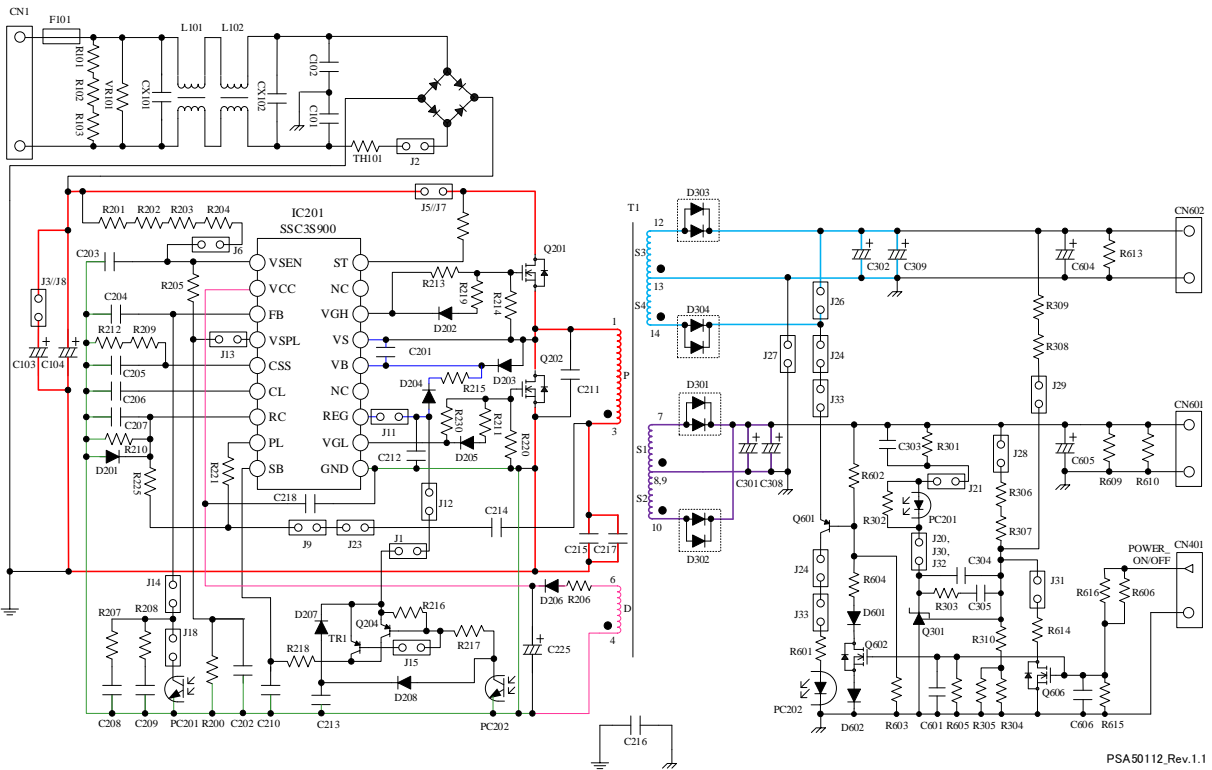 CN1
F101
L101 L102
R101
R102
R103
VR101
CX101
CX102
C102
C101
TH101
J2
J5//J7
T1
R201 R202 R203 R204
J6
C203
R205
IC201
SSC3S900
VSEN
VCC
FB
VSPL
CSS
CL
RC
PL
SB
ST
NC
VGH
VS
VB
NC
REG
VGL
GND
J3//J8
C103
C104
C204
R212 R209
J13
C205
C206
C207
R210
D201
R225
R221
C218
J9
J23
C214
R213
R219
R214
D202
Q201
C201
D204
R215
D203
Q202
C211
J11
R230
D205
R211
R220
C212
J12
J1
C215
C217
1
P
3
6
D
4
D206
R206
C225
J14
J18
R207
R208
C208
C209
PC201
R200
C202
C210
R218
D207
TR1
Q204
R216
J15
R217
D208
C213
PC202
C216
12
S3
13
S4
14
7
S1
8,9
S2
10
D303
D304
D301
D302
C302
C309
J26
J27
J24
J33
C301
C308
R309
R308
J29
C604
R613
CN602
R602
C303
R301
J21
R302
PC201
J28
R306
R307
C605
R609
R610
CN601
Q601
J24
J33
R601
PC202
R604
D601
Q602
D602
R603
J20,
J30,
J32
C304
R303
C305
Q301
R310
C601
R605
R305
R304
J31
R614
Q606
C606
R615
R616
R606
POWER_
ON/OFF
CN401
PSA50112_Rev.1.1